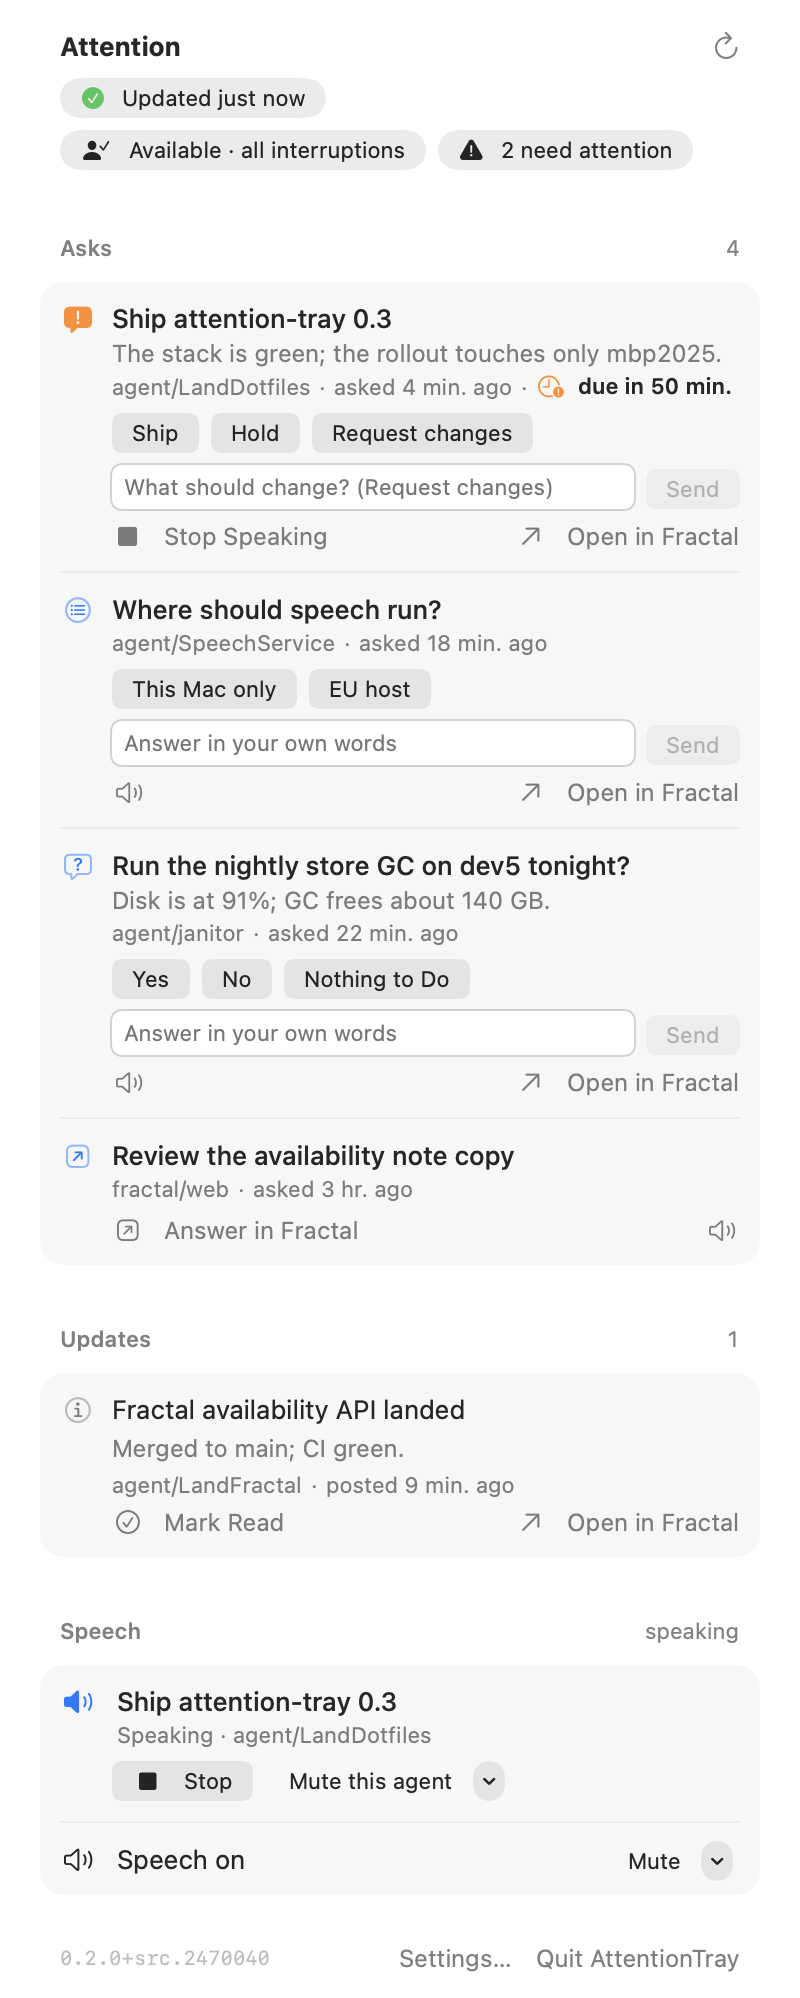 Attention
Updated just now
Available · all interruptions
2 need attention
Asks
4
Ship attention-tray 0.3
The stack is green; the rollout touches only mbp2025.
agent/LandDotfiles · asked 4 min. ago · due in 50 min.
Ship
Hold
Request changes
What should change? (Request changes)
Send
Stop Speaking
Open in Fractal
Where should speech run?
agent/SpeechService · asked 18 min. ago
This Mac only
EU host
Answer in your own words
Send
Open in Fractal
Run the nightly store GC on dev5 tonight?
Disk is at 91%; GC frees about 140 GB.
agent/janitor · asked 22 min. ago
Yes
No
Nothing to Do
Answer in your own words
Send
Open in Fractal
Review the availability note copy
fractal/web · asked 3 hr. ago
Answer in Fractal
Updates
1
Fractal availability API landed
Merged to main; CI green.
agent/LandFractal · posted 9 min. ago
Mark Read
Open in Fractal
Speech
speaking
Ship attention-tray 0.3
Speaking · agent/LandDotfiles
Stop
Mute this agent
Speech on
Mute
0.2.0+src.2470040
Settings...
Quit AttentionTray